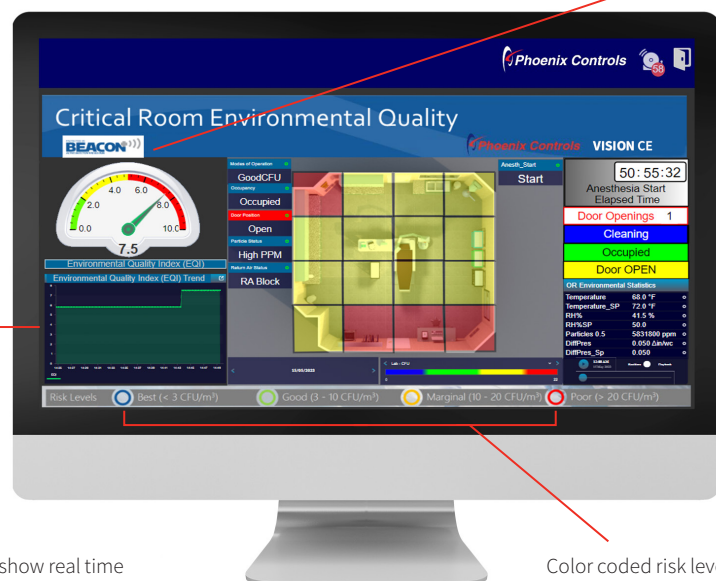 Phoenix Controls
58
Critical Room Environmental Quality
BEACON
Phoenix Controls VISION CE
4.0 6.0
2.0 8.0
0.0 10.0
7.5
Environmental Quality Index (EQI)
Environmental Quality Index (EQI) Trend
Modes of Operation
GoodCFU
Occupancy
Occupied
Door Position
Open
Particle Status
High PPM
Return Air Status
RA Block
Anesth_Start
Start
50:55:32
Anesthesia Start
Elapsed Time
Door Openings 1
Cleaning
Occupied
Door OPEN
OR Environmental Statistics
Temperature 68.0 °F
Temperature_SP 72.0 °F
RH% 41.5 %
RH%SP 50.0
Particles 0.5 5831800 ppm
DiffPres 0.050 Δin/wc
DiffPres_Sp 0.050
Lab - CFU
Risk Levels Best (< 3 CFU/m³) Good (3 - 10 CFU/m³) Marginal (10 - 20 CFU/m³) Poor (> 20 CFU/m³)
show real time
Color coded risk leve